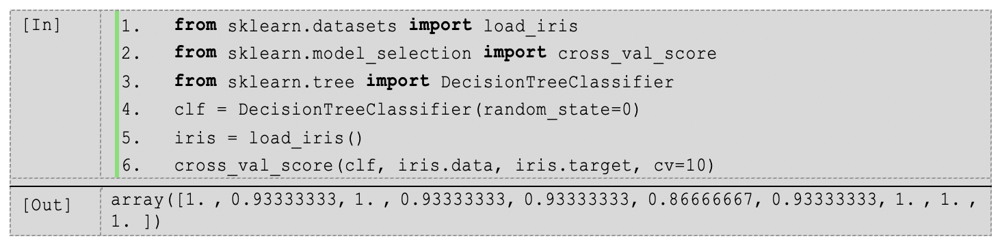 [In] 1. from sklearn.datasets import load_iris
2. from sklearn.model_selection import cross_val_score
3. from sklearn.tree import DecisionTreeClassifier
4. clf = DecisionTreeClassifier(random_state=0)
5. iris = load_iris()
6. cross_val_score(clf, iris.data, iris.target, cv=10)
[Out] array([1. , 0.93333333, 1. , 0.93333333, 0.93333333, 0.86666667, 0.93333333, 1. , 1. ,
1. ])